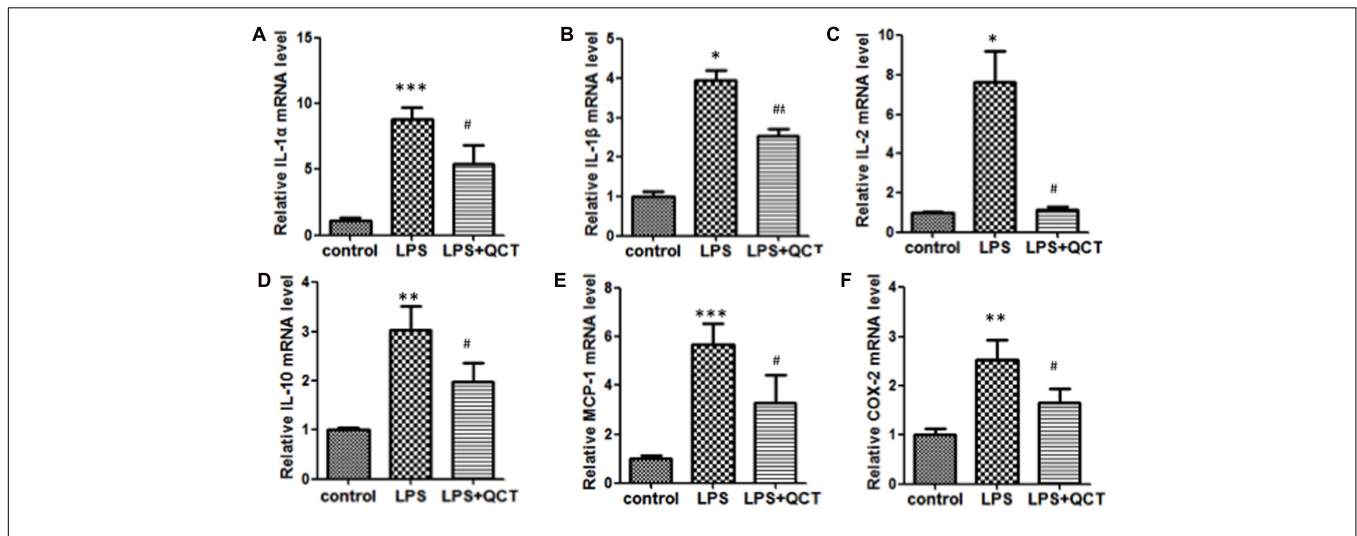 A
Relative IL-1α mRNA level
15
10
5
0
***
#
control LPS LPS+QCT
B
Relative IL-1β mRNA level
5
4
3
2
1
0
*
##
control LPS LPS+QCT
C
Relative IL-2 mRNA level
10
8
6
4
2
0
*
#
control LPS LPS+QCT
D
Relative IL-10 mRNA level
4
3
2
1
0
**
#
control LPS LPS+QCT
E
Relative MCP-1 mRNA level
8
6
4
2
0
***
#
control LPS LPS+QCT
F
Relative COX-2 mRNA level
4
3
2
1
0
**
#
control LPS LPS+QCT